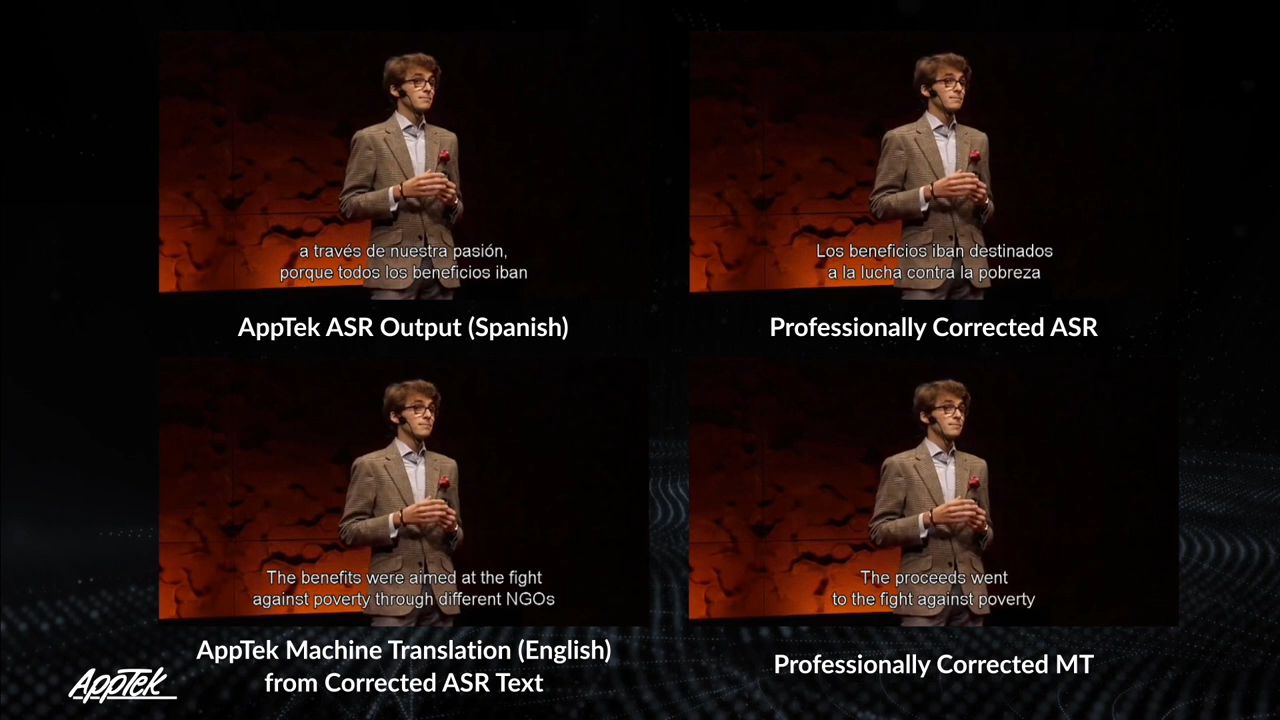 a través de nuestra pasión,
porque todos los beneficios iban
AppTek ASR Output (Spanish)
Los beneficios iban destinados
a la lucha contra la pobreza
Professionally Corrected ASR
The benefits were aimed at the fight
against poverty through different NGOs
AppTek Machine Translation (English)
from Corrected ASR Text
The proceeds went
to the fight against poverty
Professionally Corrected MT
AppTek